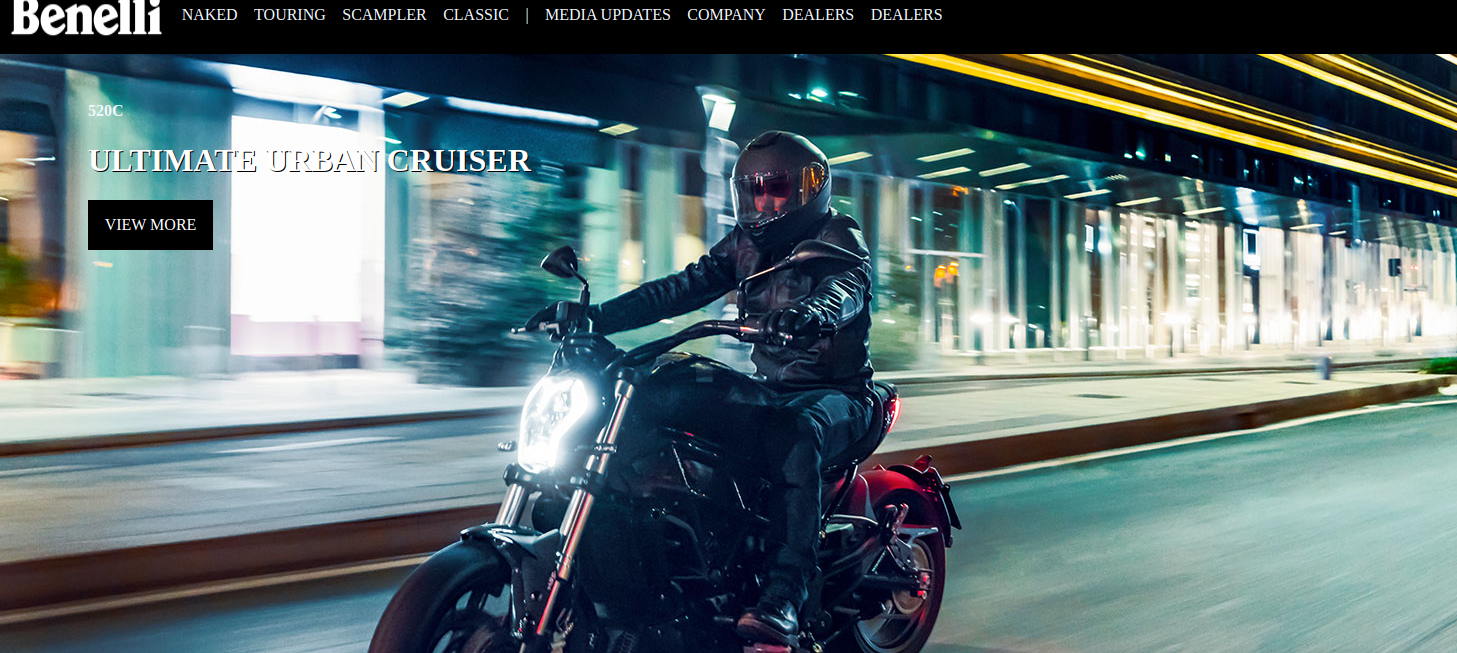 Benelli NAKED TOURING SCAMPLER CLASSIC | MEDIA UPDATES COMPANY DEALERS DEALERS
520C
ULTIMATE URBAN CRUISER
VIEW MORE